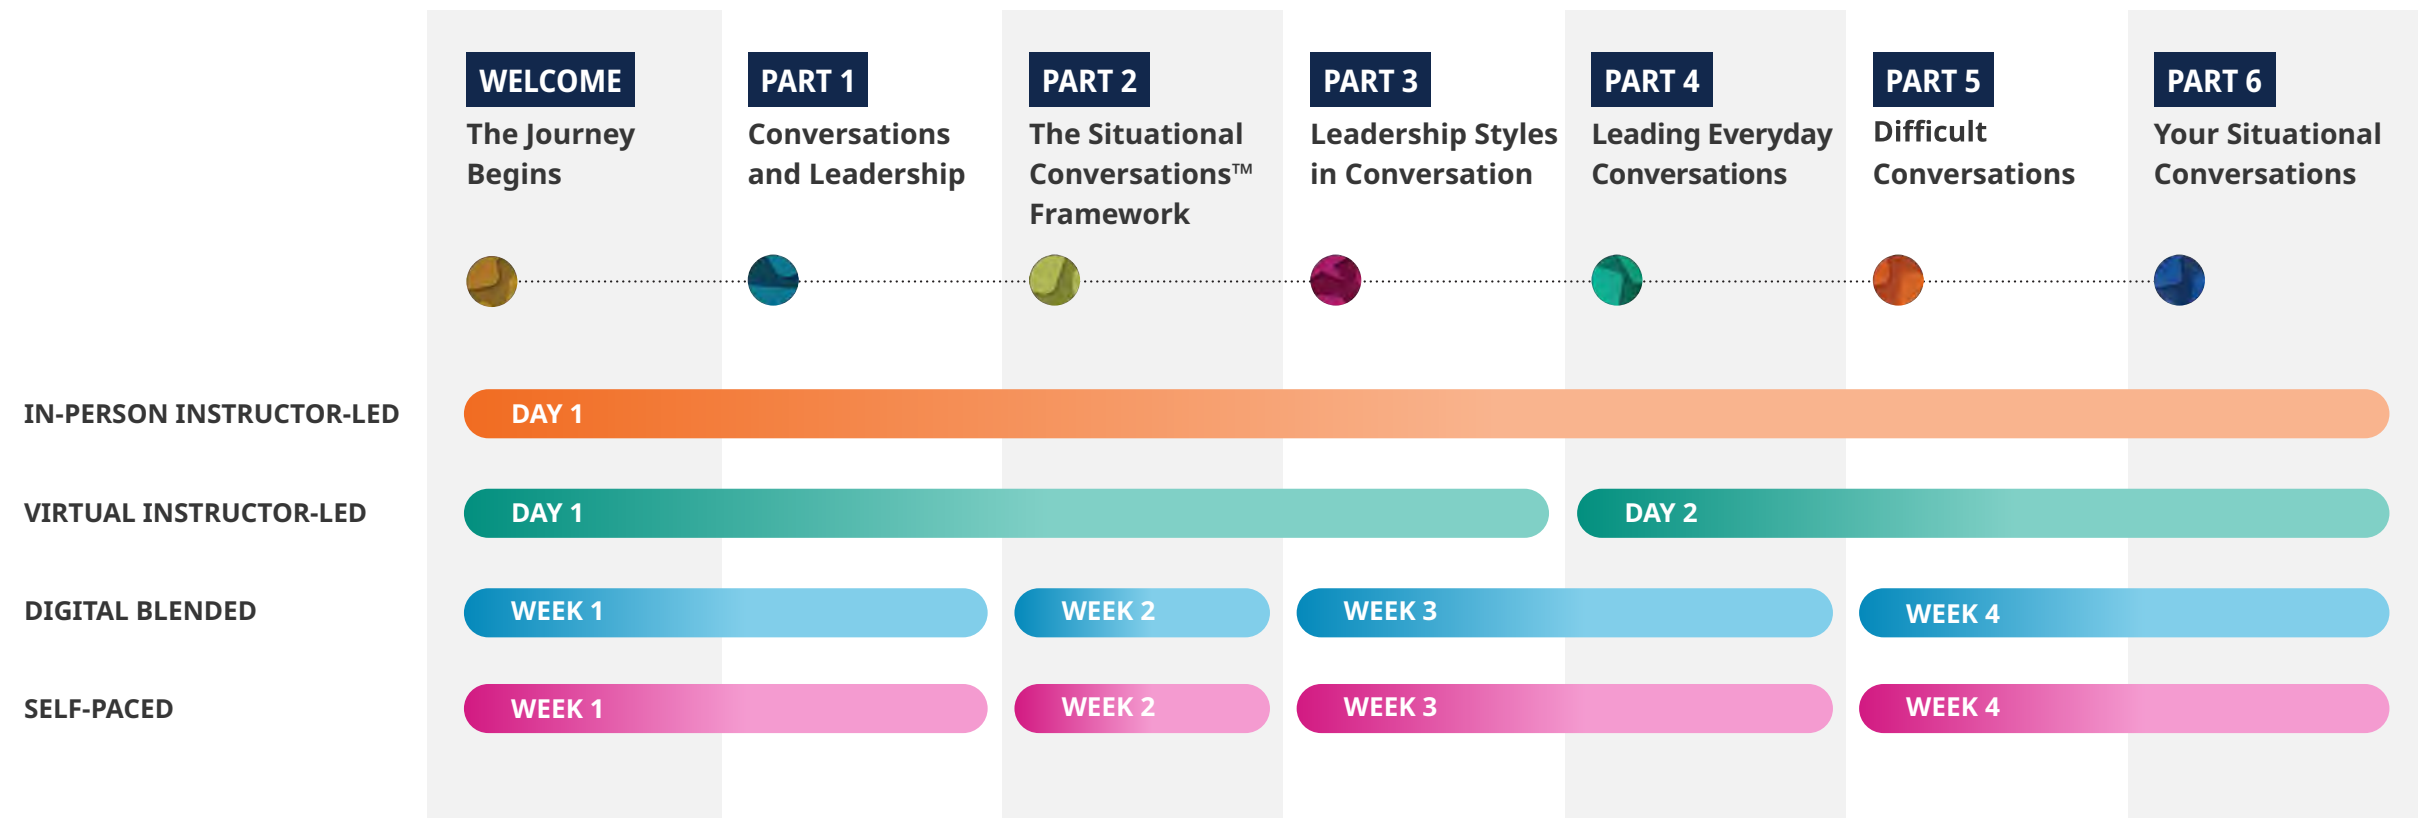 WELCOME
The Journey
Begins
PART 1
Conversations
and Leadership
PART 2
The Situational
Conversations™
Framework
PART 3
Leadership Styles
in Conversation
PART 4
Leading Everyday
Conversations
PART 5
Difficult
Conversations
PART 6
Your Situational
Conversations
IN-PERSON INSTRUCTOR-LED
DAY 1
VIRTUAL INSTRUCTOR-LED
DAY 1
DAY 2
DIGITAL BLENDED
WEEK 1
WEEK 2
WEEK 3
WEEK 4
SELF-PACED
WEEK 1
WEEK 2
WEEK 3
WEEK 4